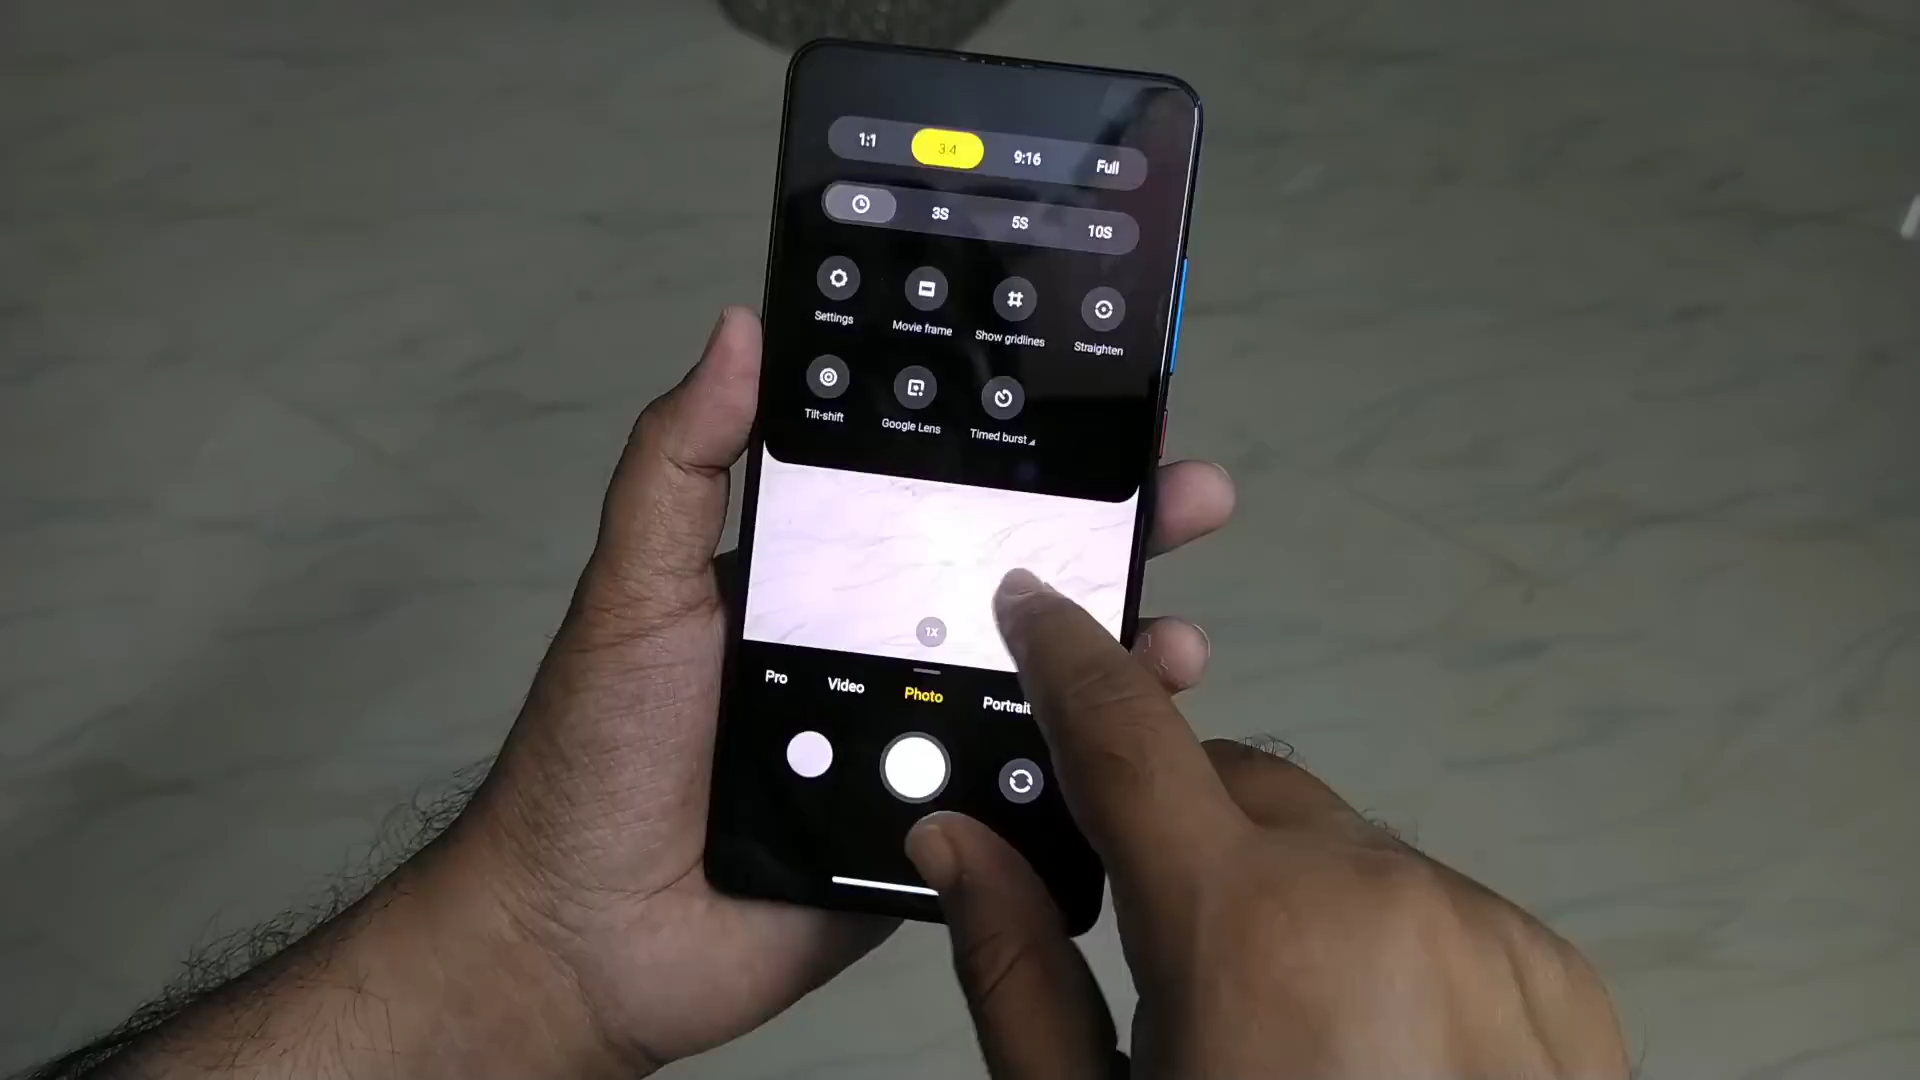 1:1 3:4 9:16 Full
3S 5S 10S
Settings Movie frame Show gridlines Straighten
Tilt-shift Google Lens Timed burst
1X
Pro Video Photo Portrait